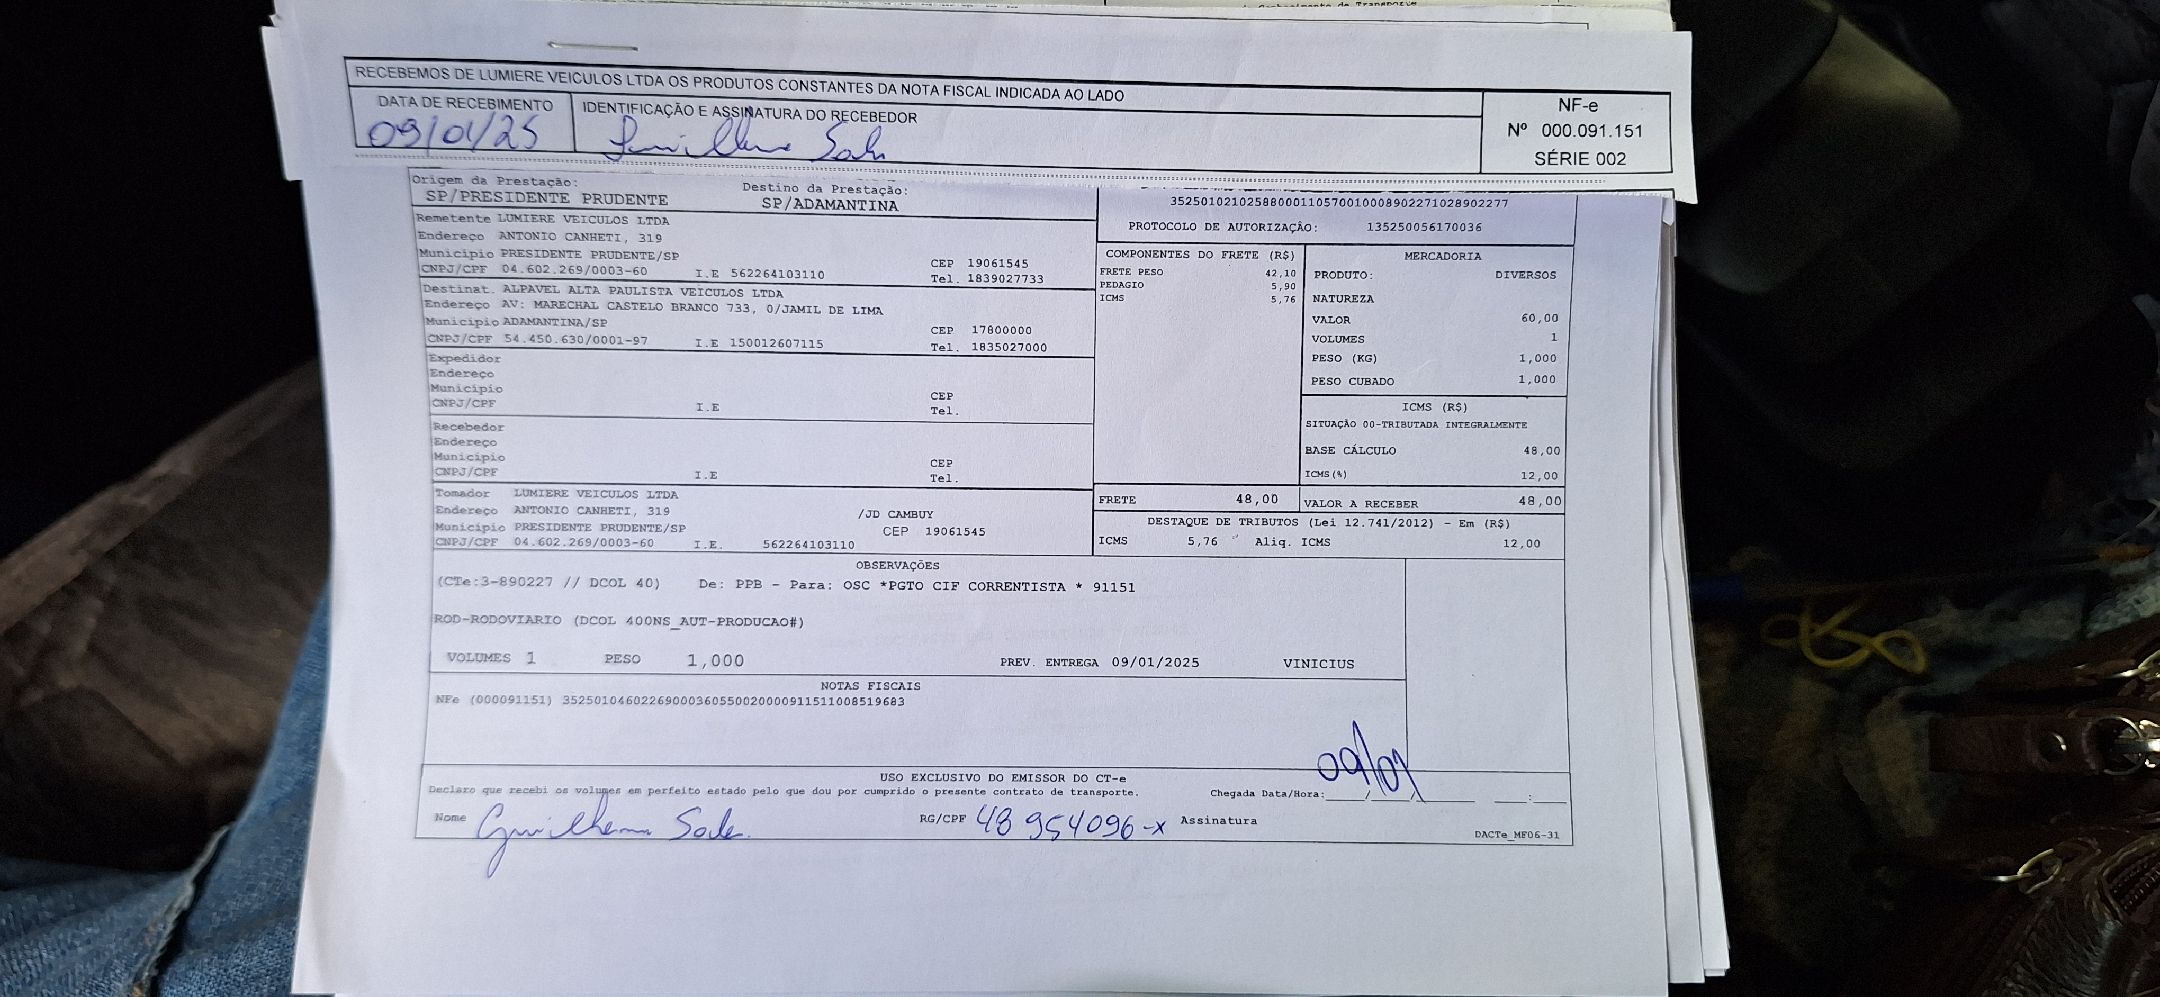 RECEBEMOS DE LUMIERE VEICULOS LTDA OS PRODUTOS CONSTANTES DA NOTA FISCAL INDICADA AO LADO
DATA DE RECEBIMENTO
09/01/25
IDENTIFICAÇÃO E ASSINATURA DO RECEBEDOR
NF-e
Nº 000.091.151
SÉRIE 002
Origem da Prestação:
SP/PRESIDENTE PRUDENTE
Destino da Prestação:
SP/ADAMANTINA
35250102102588000110570010008902271028902277
PROTOCOLO DE AUTORIZAÇÃO: 135250056170036
Remetente LUMIERE VEICULOS LTDA
Endereço ANTONIO CANHETI, 319
Município PRESIDENTE PRUDENTE/SP CEP 19061545
CNPJ/CPF 04.602.269/0003-60 I.E 562264103110 Tel. 1839027733
Destinat. ALPAVEL ALTA PAULISTA VEICULOS LTDA
Endereço AV: MARECHAL CASTELO BRANCO 733, 0/JAMIL DE LIMA
Município ADAMANTINA/SP CEP 17800000
CNPJ/CPF 54.450.630/0001-97 I.E 150012607115 Tel. 1835027000
Expedidor
Endereço
Município CEP
CNPJ/CPF I.E Tel.
Recebedor
Endereço
Município CEP
CNPJ/CPF I.E Tel.
Tomador LUMIERE VEICULOS LTDA
Endereço ANTONIO CANHETI, 319 /JD CAMBUY
Município PRESIDENTE PRUDENTE/SP CEP 19061545
CNPJ/CPF 04.602.269/0003-60 I.E. 562264103110
COMPONENTES DO FRETE (R$)
FRETE PESO 42,10
PEDAGIO 5,90
ICMS 5,76
MERCADORIA
PRODUTO: DIVERSOS
NATUREZA
VALOR 60,00
VOLUMES 1
PESO (KG) 1,000
PESO CUBADO 1,000
ICMS (R$)
SITUAÇÃO 00-TRIBUTADA INTEGRALMENTE
BASE CÁLCULO 48,00
ICMS(%) 12,00
FRETE 48,00 VALOR A RECEBER 48,00
DESTAQUE DE TRIBUTOS (Lei 12.741/2012) - Em (R$)
ICMS 5,76 Aliq. ICMS 12,00
OBSERVAÇÕES
(CTe:3-890227 // DCOL 40) De: PPB - Para: OSC *PGTO CIF CORRENTISTA * 91151
ROD-RODOVIARIO (DCOL 400NS_AUT-PRODUCAO#)
VOLUMES 1 PESO 1,000 PREV. ENTREGA 09/01/2025 VINICIUS
NOTAS FISCAIS
NFe (000091151) 35250104602269000360550020000911511008519683
USO EXCLUSIVO DO EMISSOR DO CT-e
Declaro que recebi os volumes em perfeito estado pelo que dou por cumprido o presente contrato de transporte. Chegada Data/Hora: 09/01
Nome Guilherme RG/CPF 48 954096-x Assinatura
DACTe_MF06-31